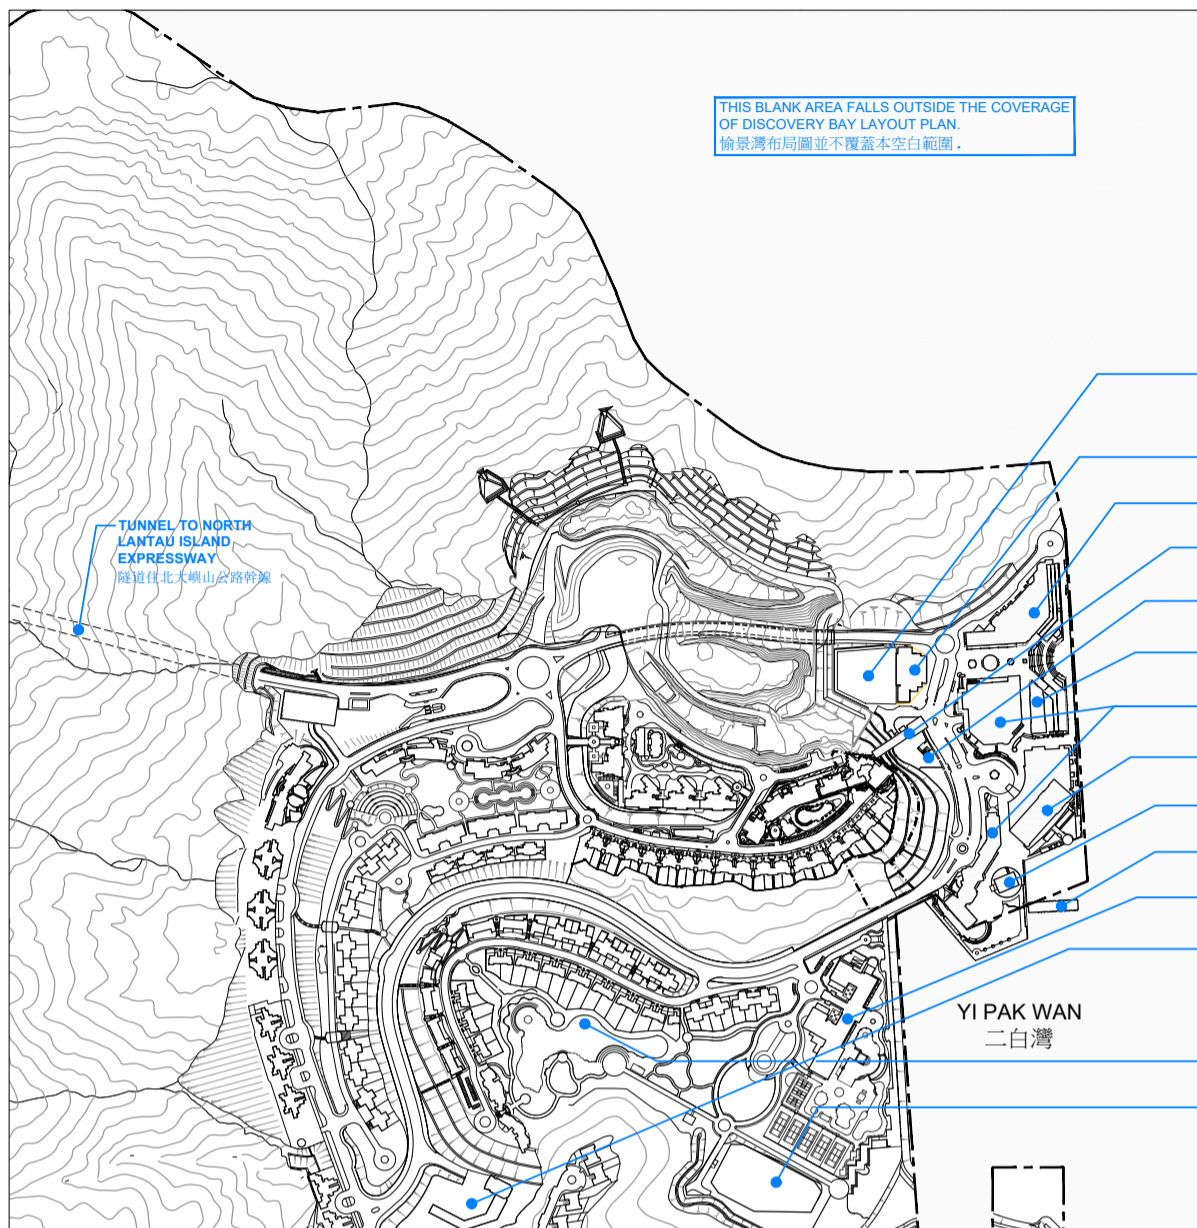 THIS BLANK AREA FALLS OUTSIDE THE COVERAGE
OF DISCOVERY BAY LAYOUT PLAN.
愉景灣布局圖並不覆蓋本空白範圍.
TUNNEL TO NORTH
LANTAU ISLAND
EXPRESSWAY
隧道往北大嶼山公路幹線
YI PAK WAN
二白灣